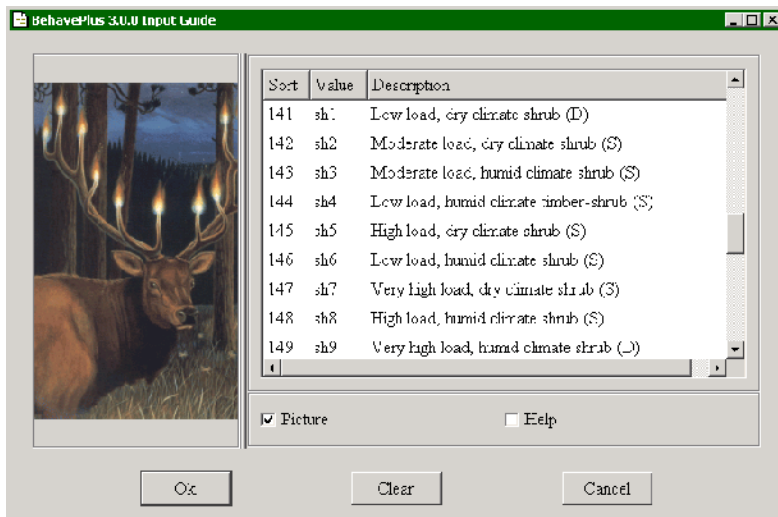 BehavePlus 3.0.0 Input Guide
Sort Value Description
141 sh1 Low load, dry climate shrub (D)
142 sh2 Moderate load, dry climate shrub (S)
143 sh3 Moderate load, humid climate shrub (S)
144 sh4 Low load, humid climate timber-shrub (S)
145 sh5 High load, dry climate shrub (S)
146 sh6 Low load, humid climate shrub (S)
147 sh7 Very high load, dry climate shrub (S)
148 sh8 High load, humid climate shrub (S)
149 sh9 Very high load, humid climate shrub (D)
Picture Help
Ok Clear Cancel